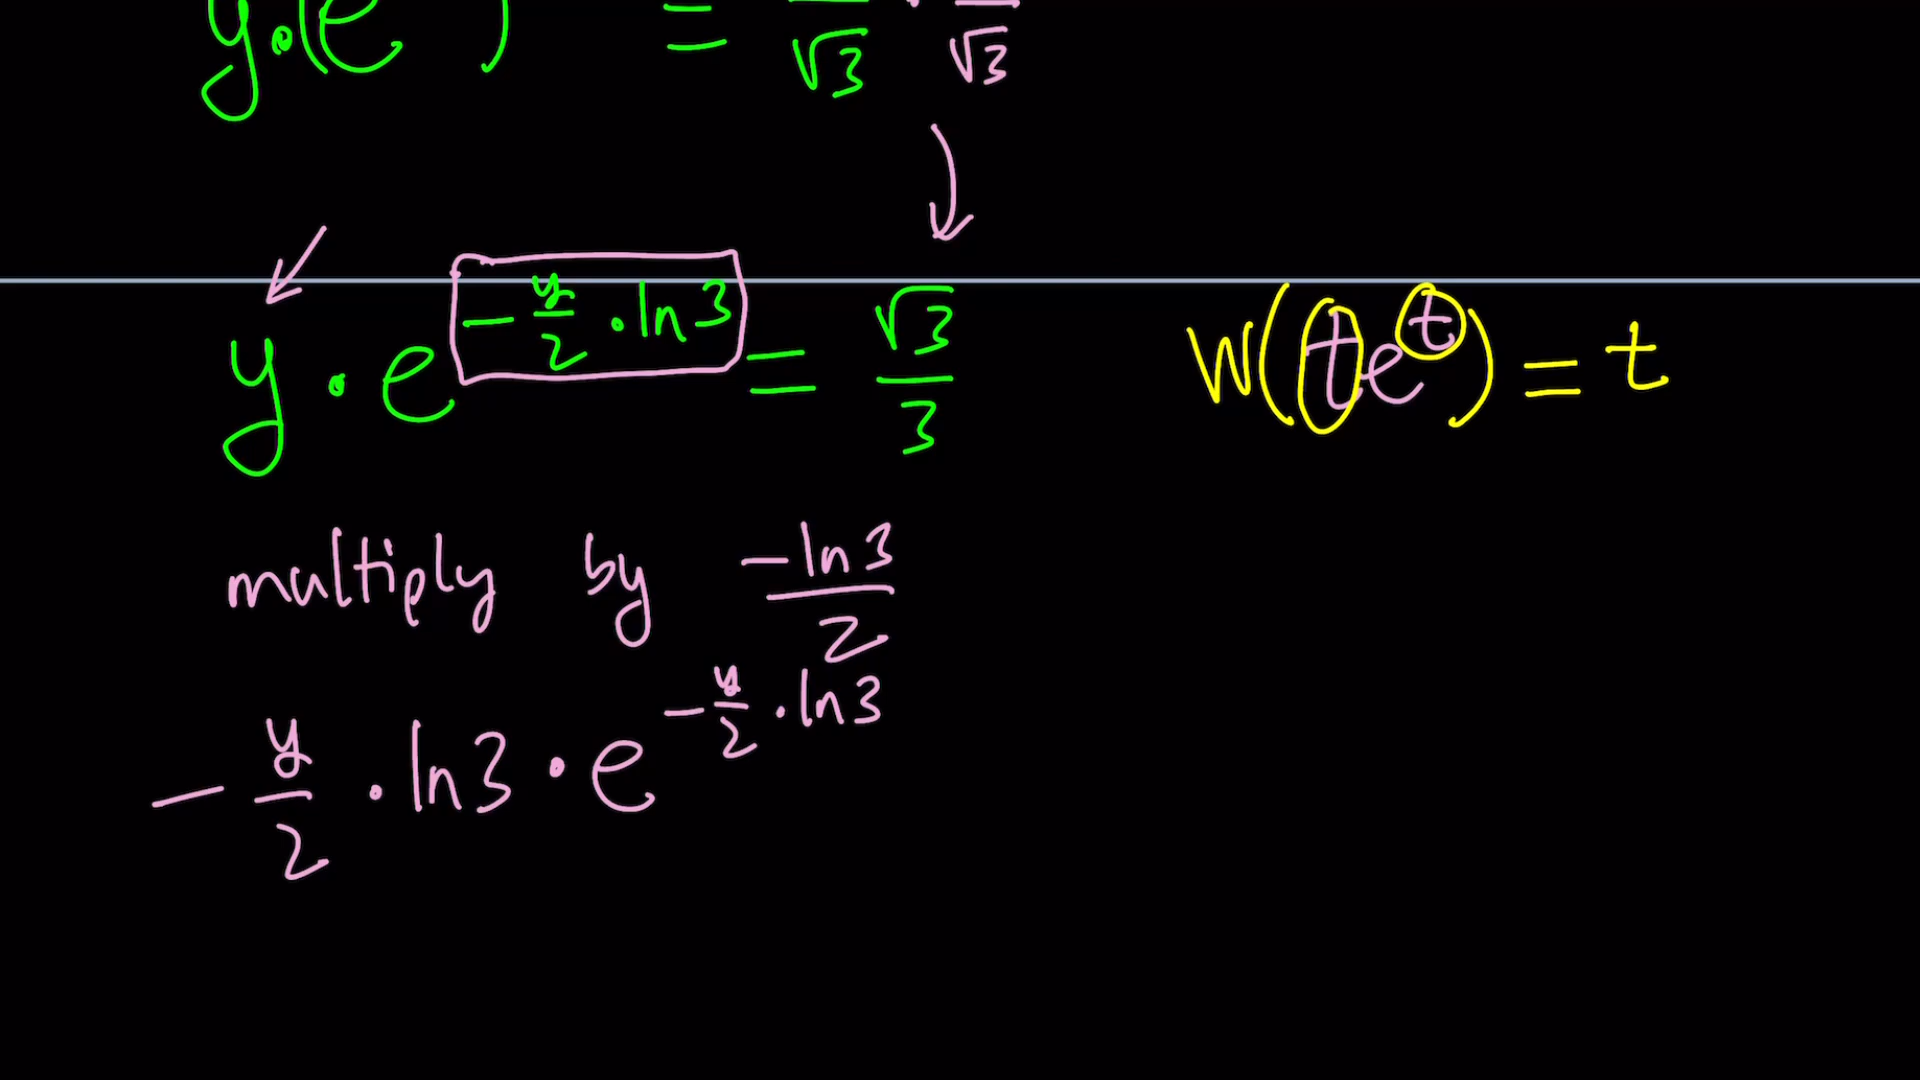 y·(e ) = /√3 · /√3
y · e^(-y/2 · ln3) = √3/3
W(te^t) = t
multiply by -ln3/2
-y/2 · ln3 · e^(-y/2 · ln3)